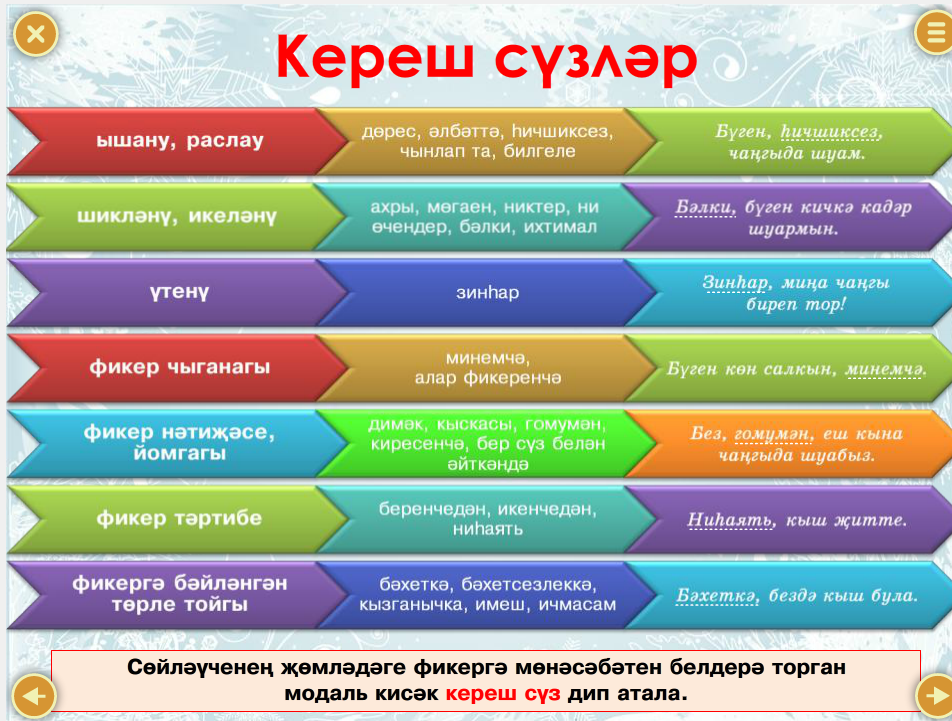 Кереш сүзләр
ышану, раслау
дөрес, әлбәттә, һичшиксез,
чынлап та, билгеле
Бүген, һичшиксез,
чаңгыда шуам.
шикләнү, икеләнү
ахры, мөгаен, никтер, ни
өчендер, бәлки, ихтимал
Бәлки, бүген кичкә кадәр
шуармын.
үтенү
зинһар
Зинһар, миңа чаңгы
биреп тор!
фикер чыганагы
минемчә,
алар фикеренчә
Бүген көн салкын, минемчә.
фикер нәтиҗәсе,
йомгагы
димәк, кыскасы, гомумән,
киресенчә, бер сүз белән
әйткәндә
Без, гомумән, еш кына
чаңгыда шуабыз.
фикер тәртибе
беренчедән, икенчедән,
ниһаять
Ниһаять, кыш җитте.
фикергә бәйләнгән
төрле тойгы
бәхеткә, бәхетсезлеккә,
кызганычка, имеш, ичмасам
Бәхеткә, бездә кыш була.
Сөйләүченең җөмләдәге фикергә мөнәсәбәтен белдерә торган
модаль кисәк кереш сүз дип атала.